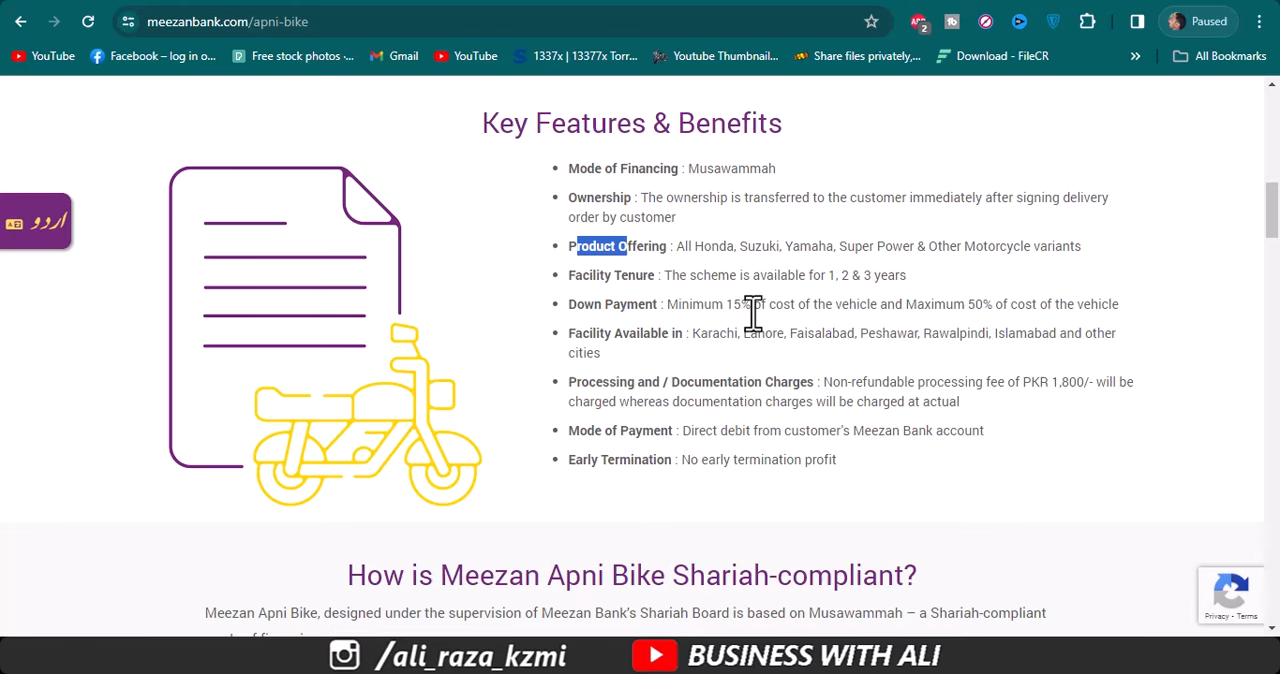 meezanbank.com/apni-bike
2
Paused
YouTube
Facebook – log in o...
Free stock photos -...
Gmail
YouTube
1337x | 13377x Torr...
Youtube Thumbnail...
Share files privately,...
Download - FileCR
»
All Bookmarks
Key Features & Benefits
اردو
• Mode of Financing : Musawammah
• Ownership : The ownership is transferred to the customer immediately after signing delivery
order by customer
• Product Offering : All Honda, Suzuki, Yamaha, Super Power & Other Motorcycle variants
• Facility Tenure : The scheme is available for 1, 2 & 3 years
• Down Payment : Minimum 15% of cost of the vehicle and Maximum 50% of cost of the vehicle
• Facility Available in : Karachi, Lahore, Faisalabad, Peshawar, Rawalpindi, Islamabad and other
cities
• Processing and / Documentation Charges : Non-refundable processing fee of PKR 1,800/- will be
charged whereas documentation charges will be charged at actual
• Mode of Payment : Direct debit from customer's Meezan Bank account
• Early Termination : No early termination profit
How is Meezan Apni Bike Shariah-compliant?
Meezan Apni Bike, designed under the supervision of Meezan Bank's Shariah Board is based on Musawammah – a Shariah-compliant
Privacy - Terms
/ali_raza_kzmi
BUSINESS WITH ALI